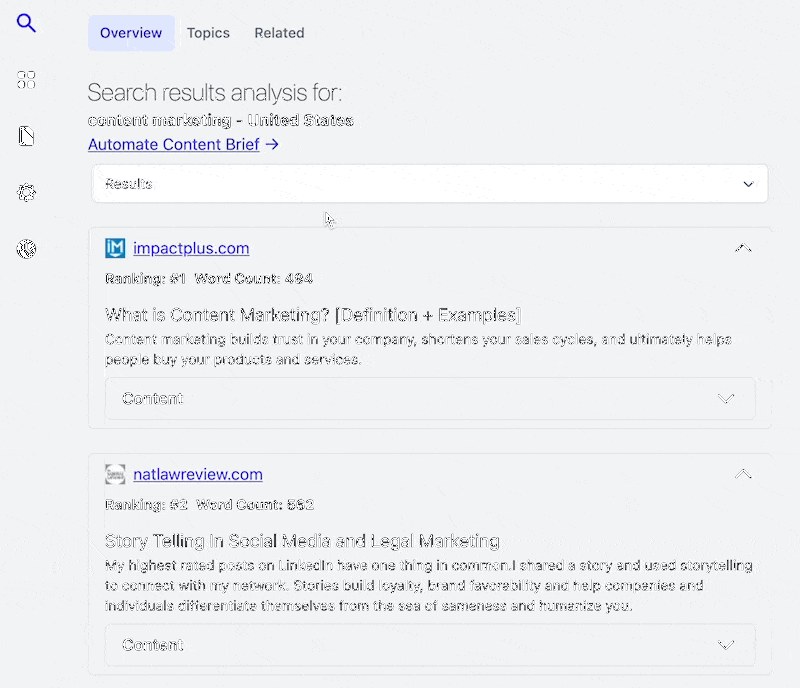 Overview Topics Related
Search results analysis for:
content marketing - United States
Automate Content Brief →
Results
impactplus.com
Ranking: #1 Word Count: 494
What is Content Marketing? [Definition + Examples]
Content marketing builds trust in your company, shortens your sales cycles, and ultimately helps
people buy your products and services.
Content
natlawreview.com
Ranking: #2 Word Count: 562
Story Telling In Social Media and Legal Marketing
My highest rated posts on LinkedIn have one thing in common.I shared a story and used storytelling
to connect with my network. Stories build loyalty, brand favorability and help companies and
individuals differentiate themselves from the sea of sameness and humanize you.
Content